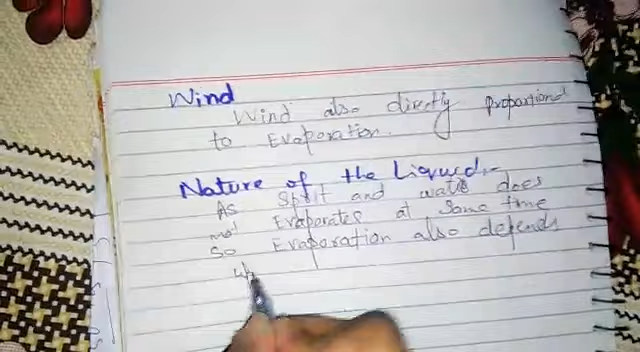 Wind
Wind also directly proportional
to Evaporation.
Nature of the Liquid:-
As Spirit and water does
not Evaporates at same time
so Evaporation also depends